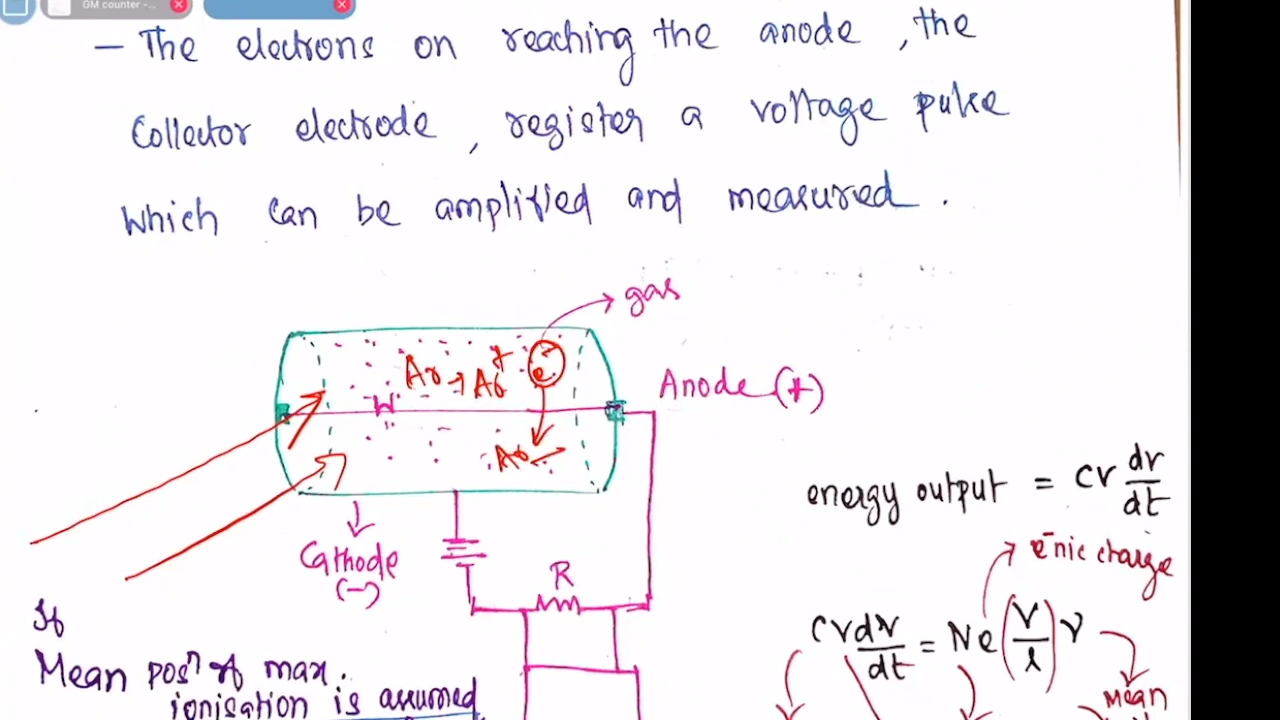 GM counter -...
– The electrons on reaching the anode, the
collector electrode, register a voltage pulse
which can be amplified and measured.
gas
Ar → Ar⁺ e⁻
W
Anode (+)
Ar
energy output = CV dv/dt
Cathode
(–)
R
e⁻nic charge
CV dv/dt = Ne (V/l) v
If
Mean posⁿ of max.
ionisation is assumed
Mean